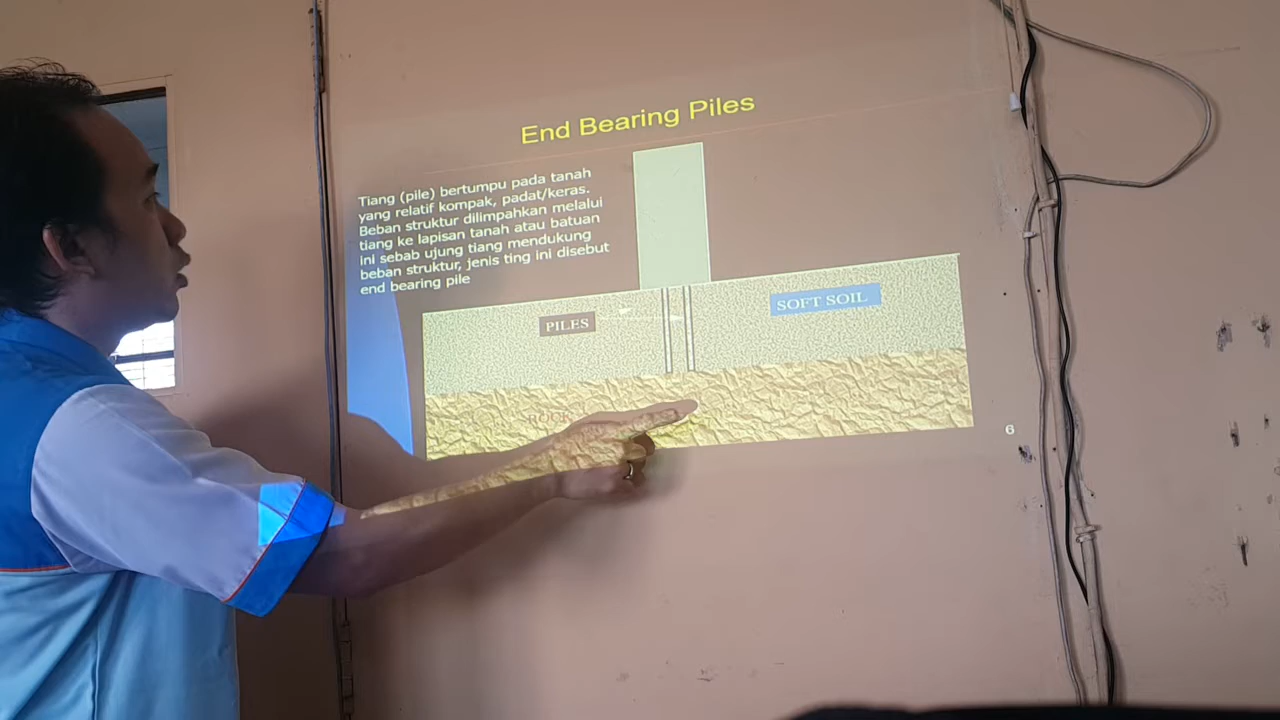 End Bearing Piles
Tiang (pile) bertumpu pada tanah
yang relatif kompak, padat/keras.
Beban struktur dilimpahkan melalui
tiang ke lapisan tanah atau batuan
ini sebab ujung tiang mendukung
beban struktur, jenis ting ini disebut
end bearing pile
PILES
SOFT SOIL
ROCK
6